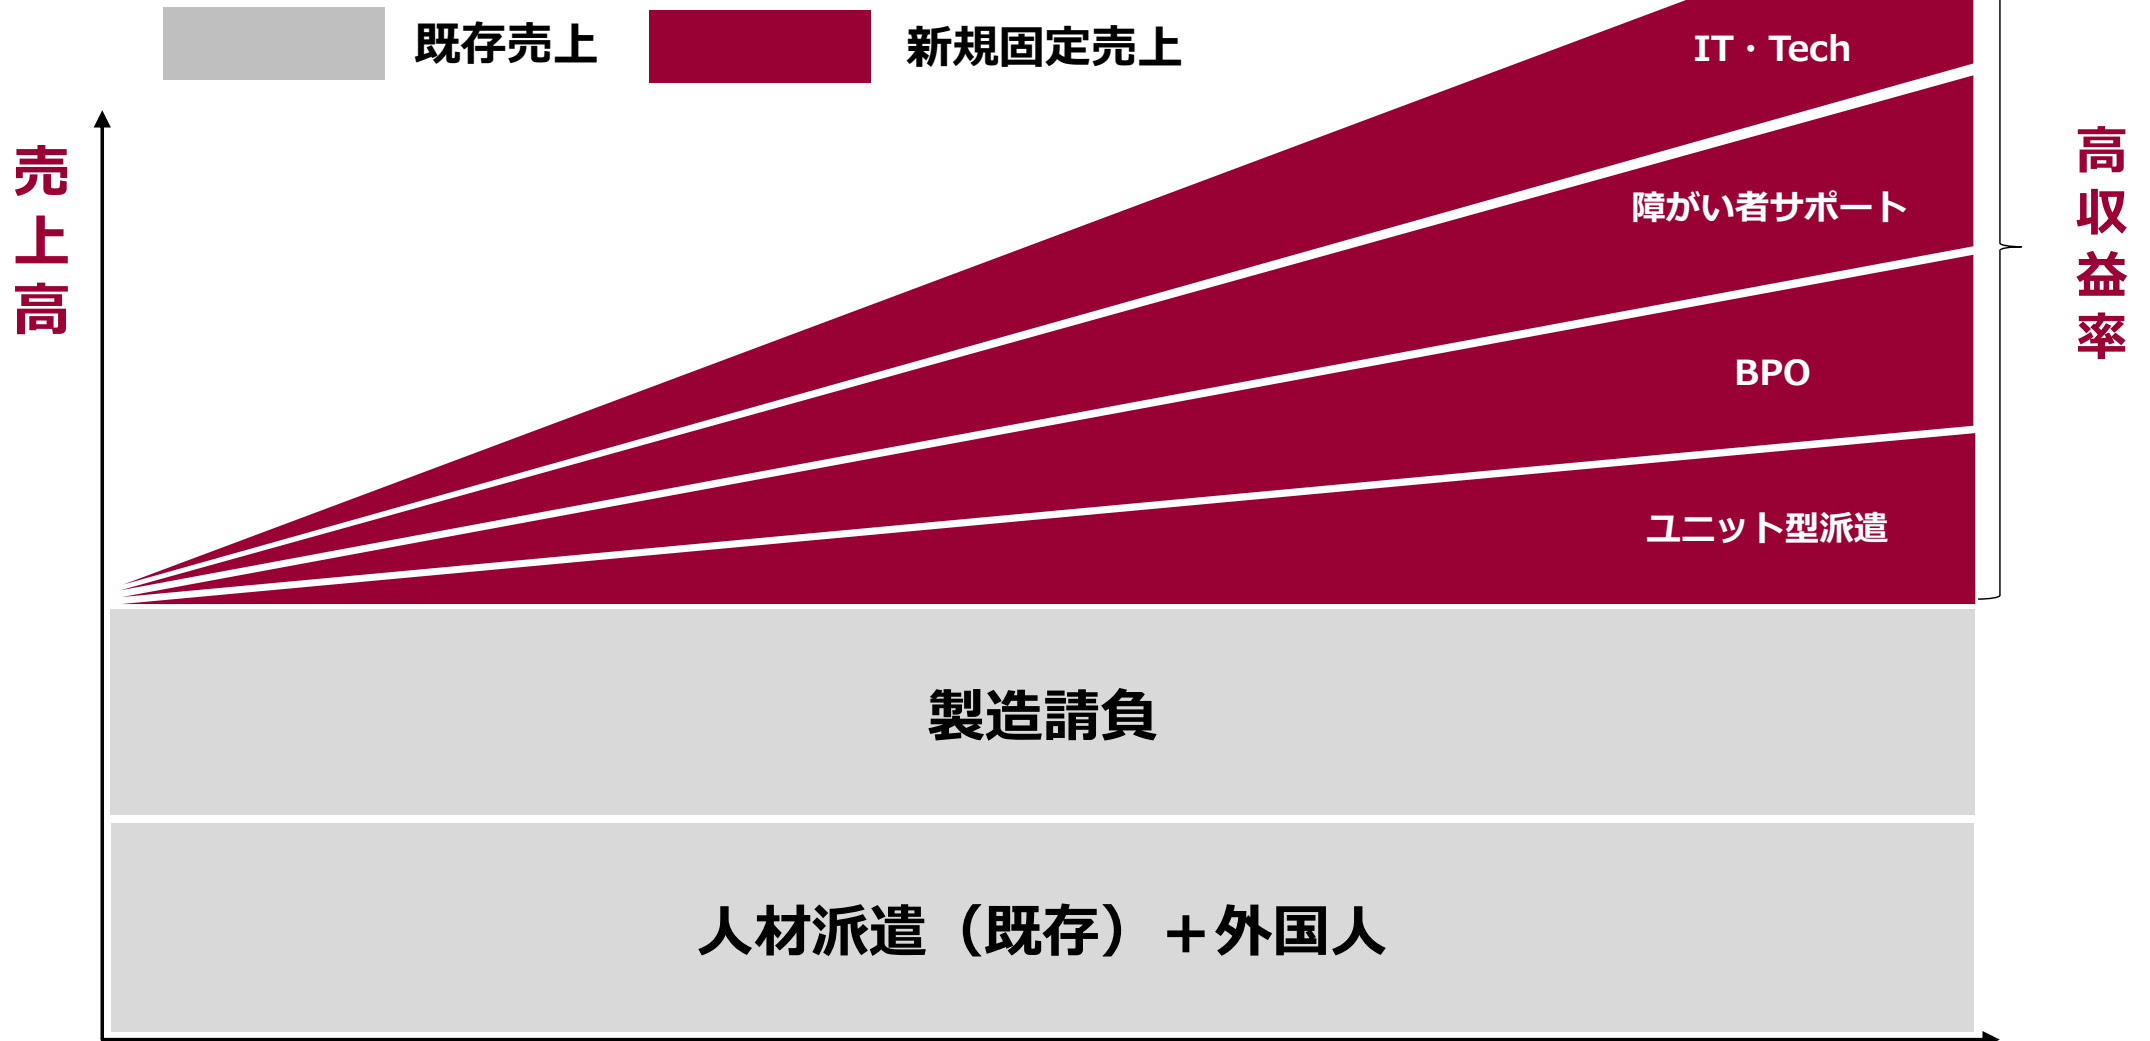 既存売上
新規固定売上
売上高
IT・Tech
障がい者サポート
BPO
ユニット型派遣
高収益率
製造請負
人材派遣（既存）＋外国人